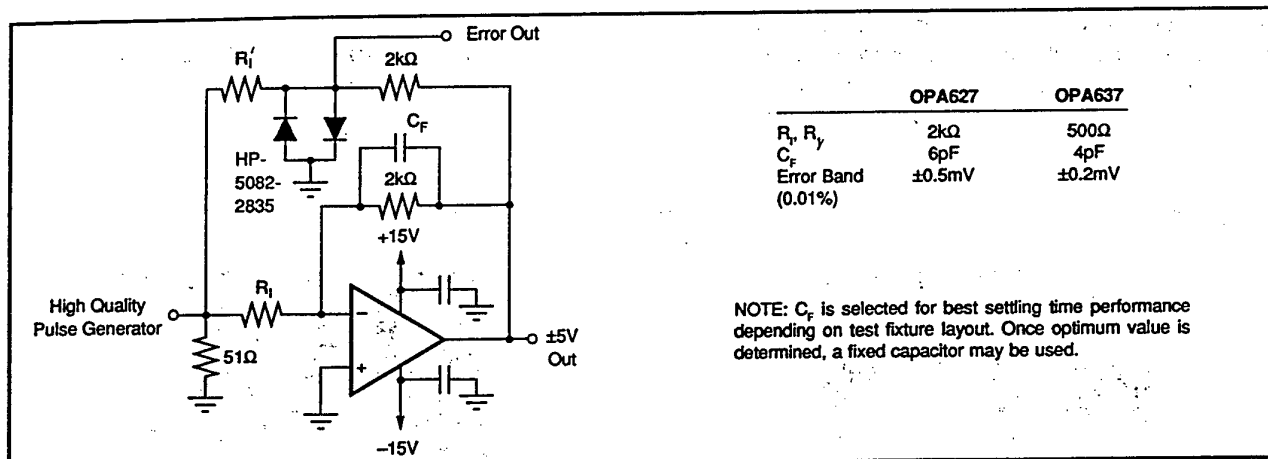 Error Out
R_I'
2kΩ
C_F
HP-
5082-
2835
2kΩ
+15V
High Quality
Pulse Generator
R_I
51Ω
−
+
±5V
Out
–15V
OPA627 OPA637
2kΩ 500Ω
C_F 6pF 4pF
Error Band ±0.5mV ±0.2mV
(0.01%)
NOTE: C_F is selected for best settling time performance
depending on test fixture layout. Once optimum value is
determined, a fixed capacitor may be used.